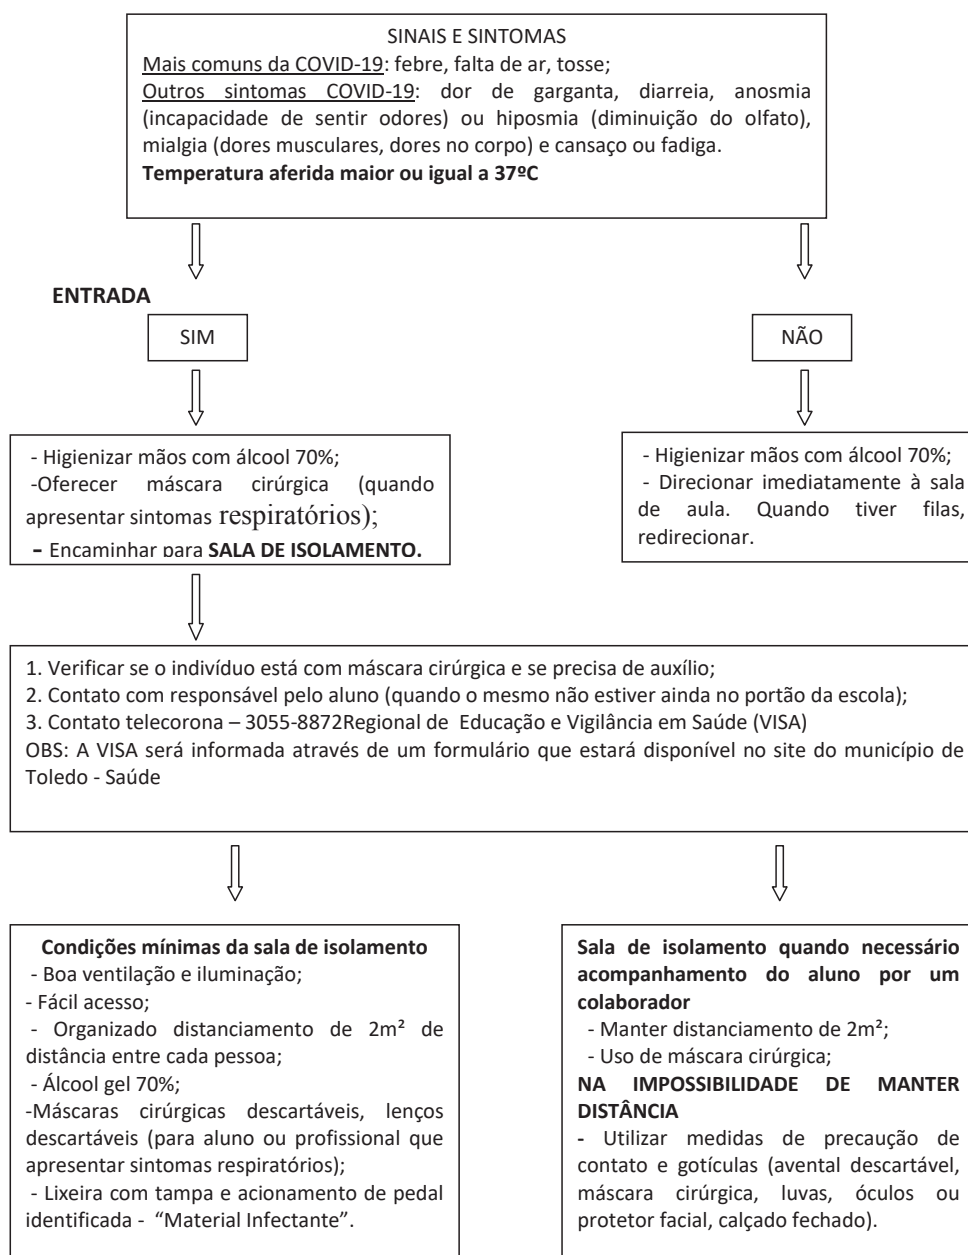 SINAIS E SINTOMAS
Mais comuns da COVID-19: febre, falta de ar, tosse;
Outros sintomas COVID-19: dor de garganta, diarreia, anosmia
(incapacidade de sentir odores) ou hiposmia (diminuição do olfato),
mialgia (dores musculares, dores no corpo) e cansaço ou fadiga.
Temperatura aferida maior ou igual a 37ºC
ENTRADA
SIM
NÃO
- Higienizar mãos com álcool 70%;
-Oferecer máscara cirúrgica (quando
apresentar sintomas respiratórios);
- Encaminhar para SALA DE ISOLAMENTO.
- Higienizar mãos com álcool 70%;
- Direcionar imediatamente à sala
de aula. Quando tiver filas,
redirecionar.
1. Verificar se o indivíduo está com máscara cirúrgica e se precisa de auxílio;
2. Contato com responsável pelo aluno (quando o mesmo não estiver ainda no portão da escola);
3. Contato telecorona – 3055-8872Regional de Educação e Vigilância em Saúde (VISA)
OBS: A VISA será informada através de um formulário que estará disponível no site do município de
Toledo - Saúde
Condições mínimas da sala de isolamento
- Boa ventilação e iluminação;
- Fácil acesso;
- Organizado distanciamento de 2m² de
distância entre cada pessoa;
- Álcool gel 70%;
-Máscaras cirúrgicas descartáveis, lenços
descartáveis (para aluno ou profissional que
apresentar sintomas respiratórios);
- Lixeira com tampa e acionamento de pedal
identificada - “Material Infectante”.
Sala de isolamento quando necessário
acompanhamento do aluno por um
colaborador
- Manter distanciamento de 2m²;
- Uso de máscara cirúrgica;
NA IMPOSSIBILIDADE DE MANTER
DISTÂNCIA
- Utilizar medidas de precaução de
contato e gotículas (avental descartável,
máscara cirúrgica, luvas, óculos ou
protetor facial, calçado fechado).